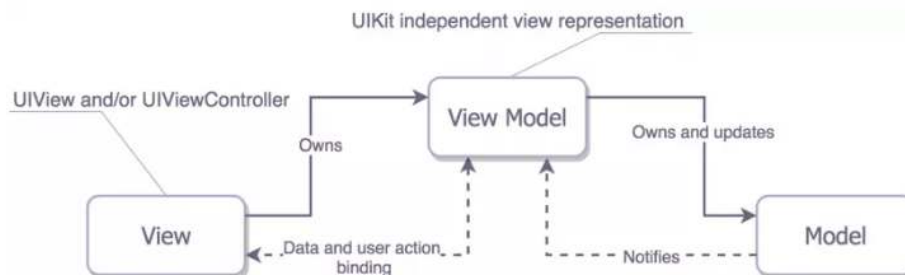 UIKit independent view representation
UIView and/or UIViewController
View Model
Owns
Owns and updates
View
Data and user action
binding
Notifies
Model